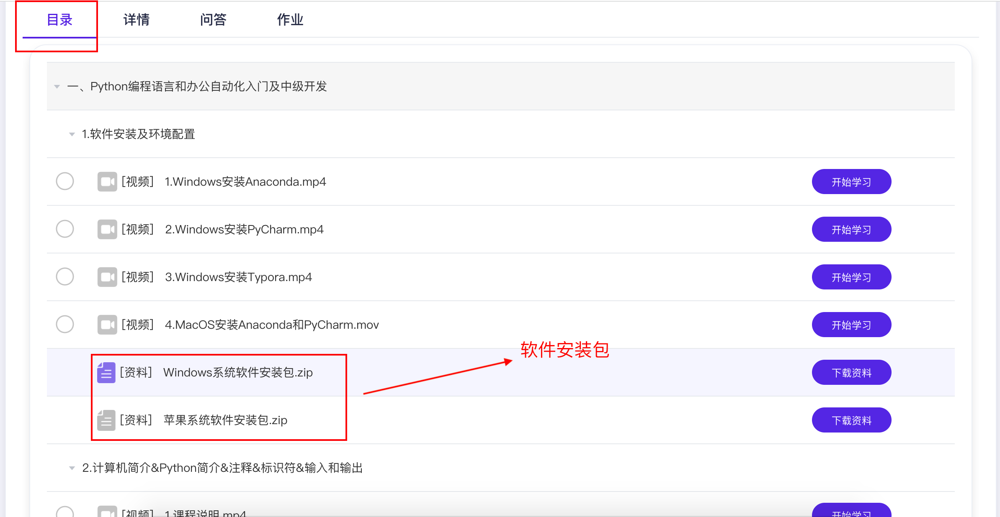 目录 详情 问答 作业
一、Python编程语言和办公自动化入门及中级开发
1.软件安装及环境配置
[视频] 1.Windows安装Anaconda.mp4 开始学习
[视频] 2.Windows安装PyCharm.mp4 开始学习
[视频] 3.Windows安装Typora.mp4 开始学习
[视频] 4.MacOS安装Anaconda和PyCharm.mov 开始学习
软件安装包
[资料] Windows系统软件安装包.zip 下载资料
[资料] 苹果系统软件安装包.zip 下载资料
2.计算机简介&Python简介&注释&标识符&输入和输出
[视频] 1.课程说明.mp4 开始学习